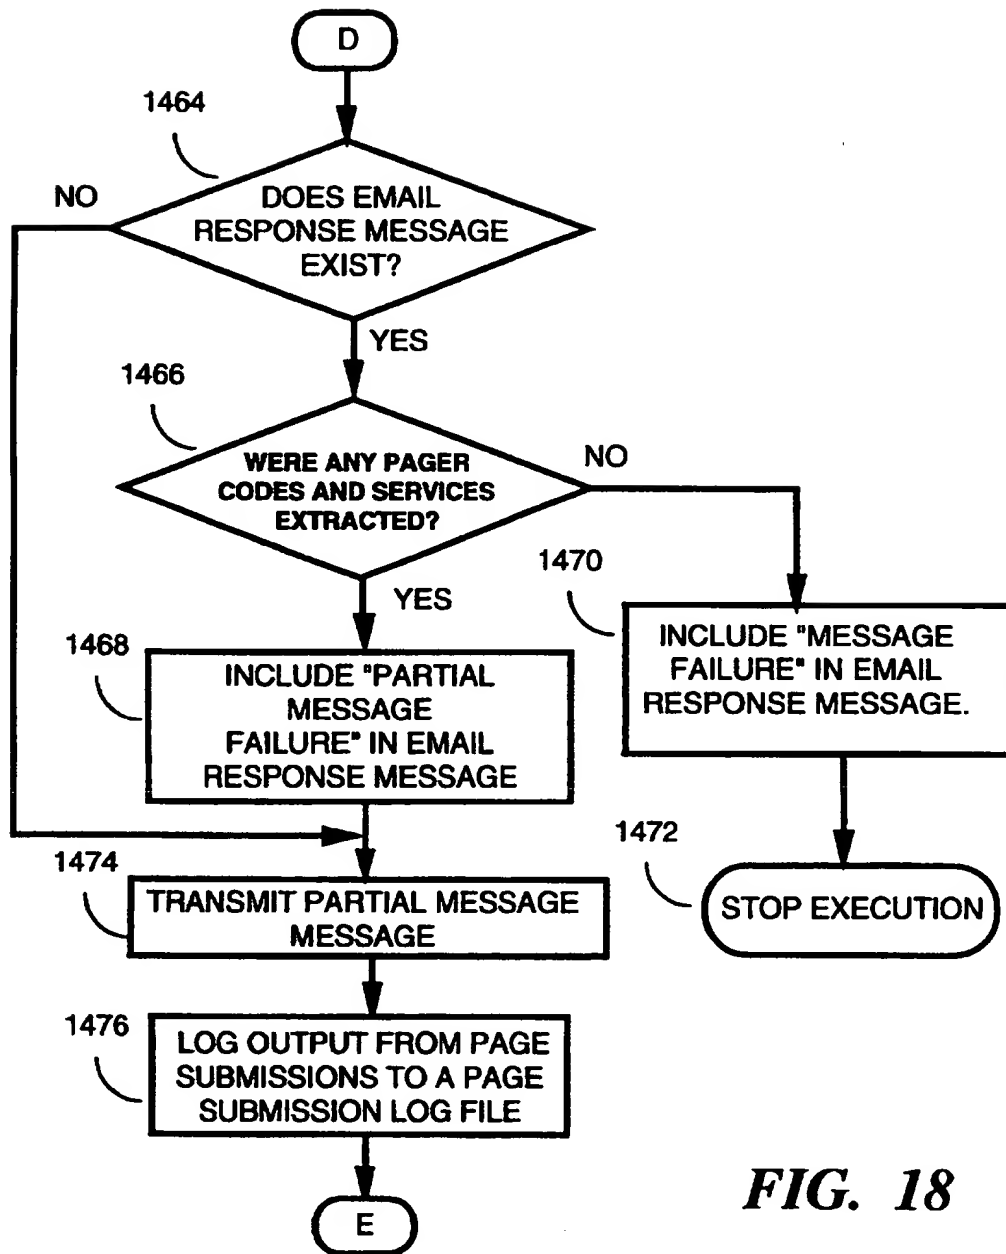 D
1464
NO
DOES EMAIL
RESPONSE MESSAGE
EXIST?
YES
1466
WERE ANY PAGER
CODES AND SERVICES
EXTRACTED?
NO
YES
1468
INCLUDE "PARTIAL
MESSAGE
FAILURE" IN EMAIL
RESPONSE MESSAGE
1470
INCLUDE "MESSAGE
FAILURE" IN EMAIL
RESPONSE MESSAGE.
1472
STOP EXECUTION
1474
TRANSMIT PARTIAL MESSAGE
MESSAGE
1476
LOG OUTPUT FROM PAGE
SUBMISSIONS TO A PAGE
SUBMISSION LOG FILE
E
FIG. 18